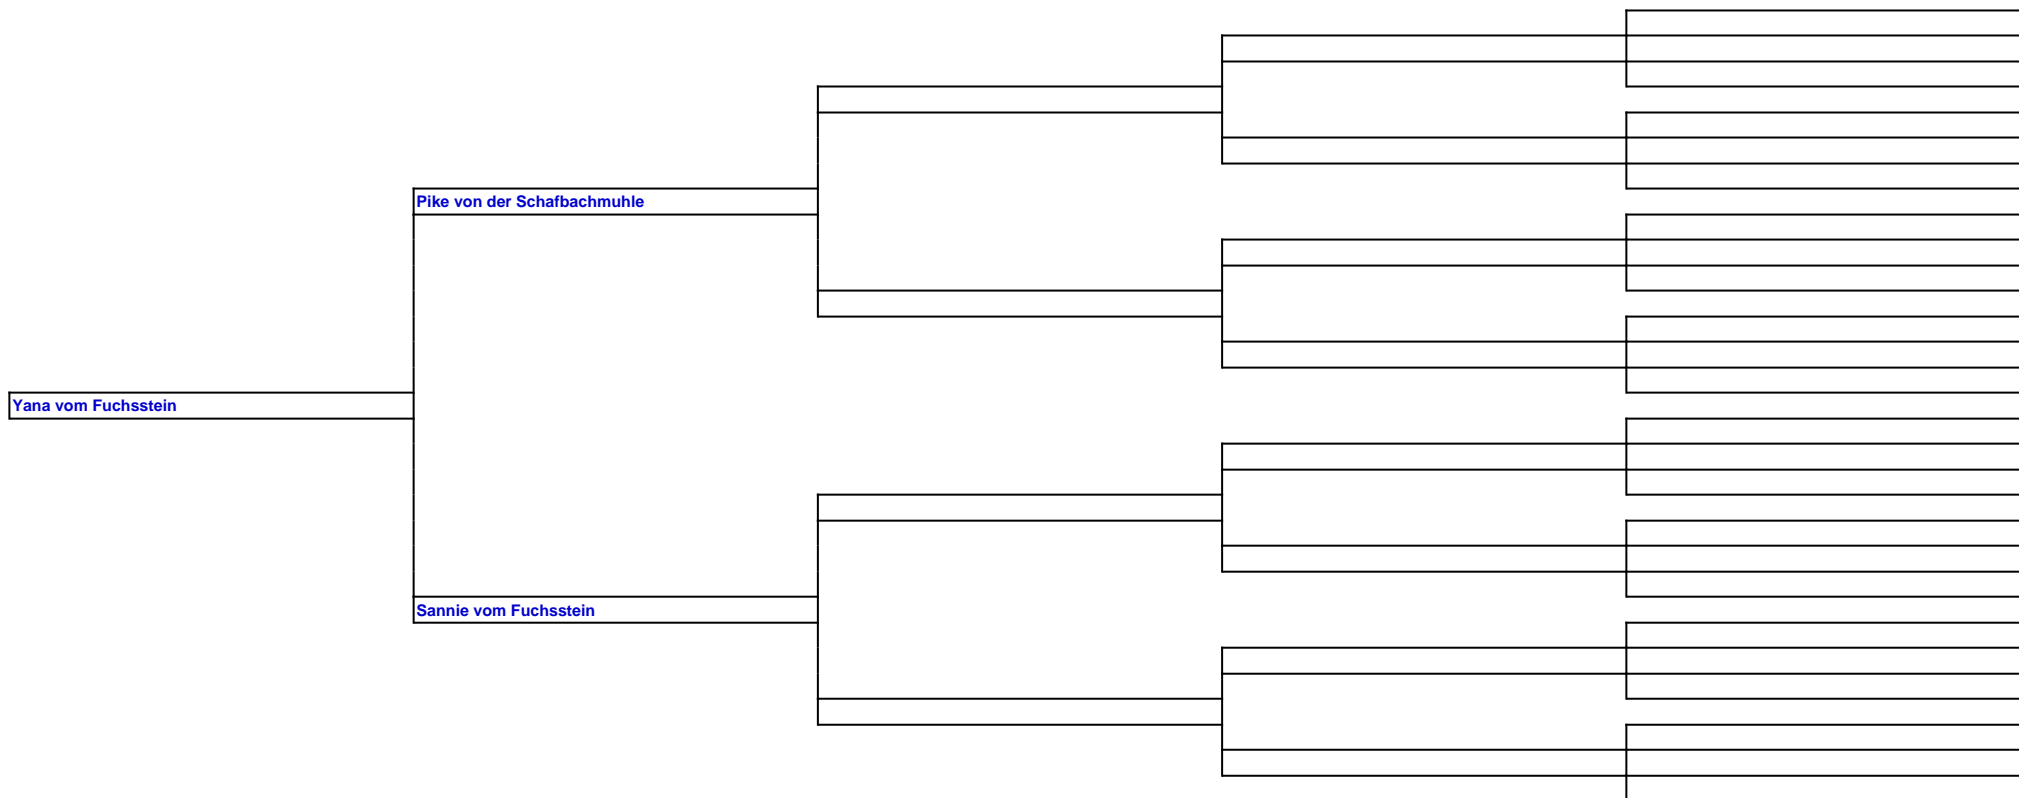 Pike von der Schafbachmuhle
Yana vom Fuchsstein
Sannie vom Fuchsstein